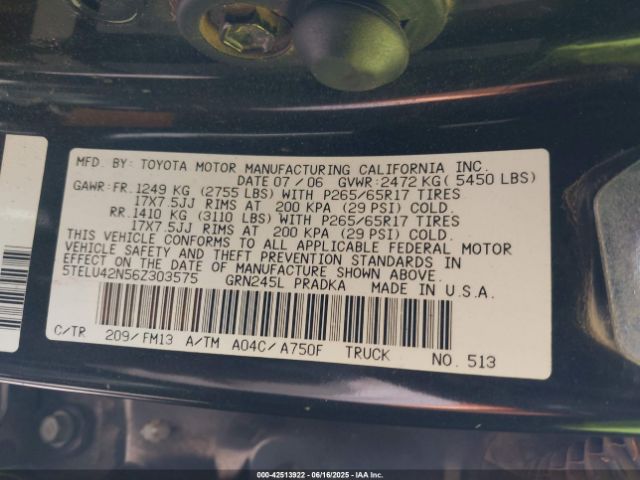 MFD. BY: TOYOTA MOTOR MANUFACTURING CALIFORNIA INC.
DATE 07/06 GVWR:2472 KG( 5450 LBS)
GAWR:FR.1249 KG (2755 LBS) WITH P265/65R17 TIRES
17X7.5JJ RIMS AT 200 KPA (29 PSI) COLD.
RR.1410 KG (3110 LBS) WITH P265/65R17 TIRES
17X7.5JJ RIMS AT 200 KPA (29 PSI) COLD.
THIS VEHICLE CONFORMS TO ALL APPLICABLE FEDERAL MOTOR
VEHICLE SAFETY AND THEFT PREVENTION STANDARDS IN
EFFECT ON THE DATE OF MANUFACTURE SHOWN ABOVE.
5TELU42N56Z303575 GRN245L PRADKA MADE IN U.S.A.
C/TR 209/FM13 A/TM A04C/A750F TRUCK NO. 513
000-42513922 - 06/16/2025 - IAA Inc.